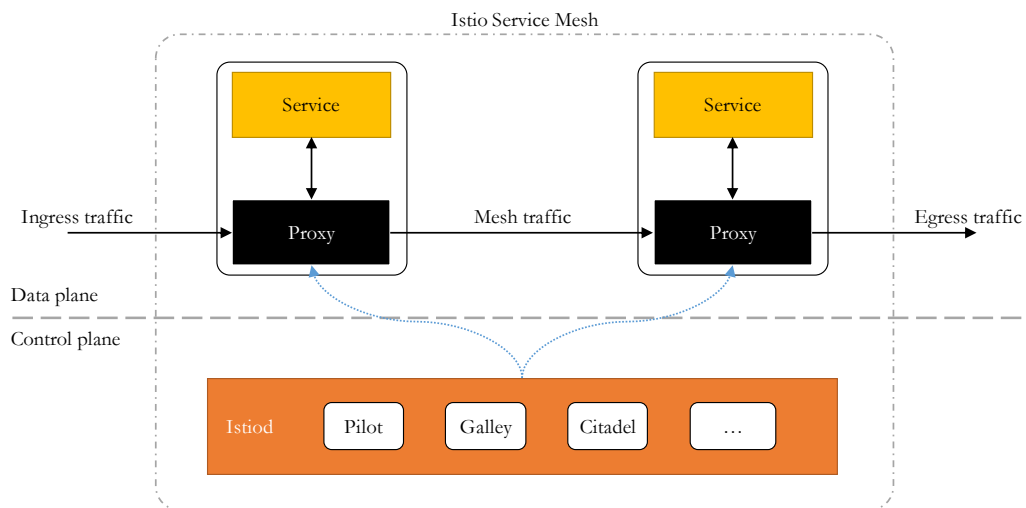 Istio Service Mesh
Service
Service
Ingress traffic
Proxy
Mesh traffic
Proxy
Egress traffic
Data plane
Control plane
Istiod
Pilot
Galley
Citadel
…